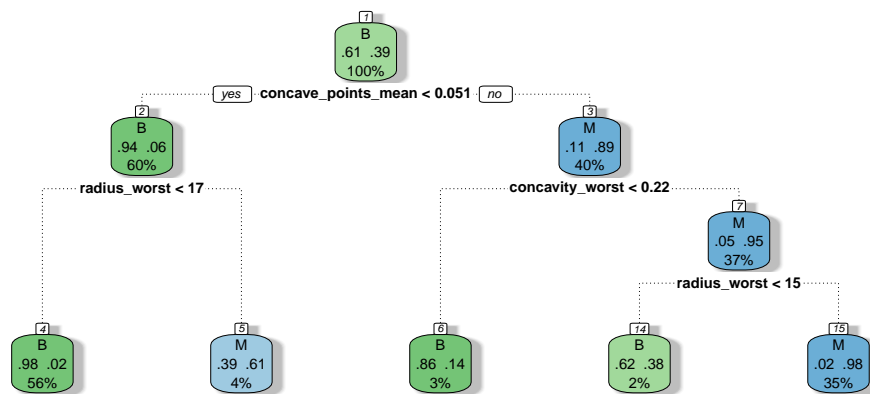 1
B
.61 .39
100%
yes concave_points_mean < 0.051 no
2
B
.94 .06
60%
3
M
.11 .89
40%
radius_worst < 17
concavity_worst < 0.22
7
M
.05 .95
37%
radius_worst < 15
4
B
.98 .02
56%
5
M
.39 .61
4%
6
B
.86 .14
3%
14
B
.62 .38
2%
15
M
.02 .98
35%